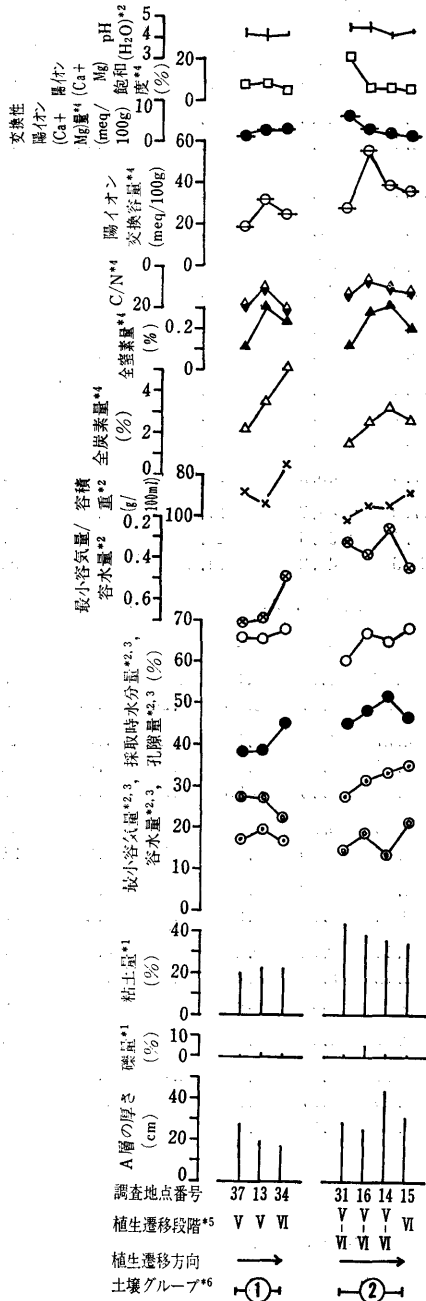 pH (H₂O)*2
3
4
5
陽イオン(Ca+Mg)飽和度*4 (%)
20
0
交換性陽イオン(Ca+Mg)量*4 (meq/100g)
10
0
陽イオン交換容量*4 (meq/100g)
60
40
20
0
C/N*4
0
20
全窒素量*4 (%)
0.2
0
全炭素量*4 (%)
4
2
0
容積重*2 (g/100ml)
80
100
最小容気量/容水量*2
0.2
0.4
0.6
採取時水分量*2,3, 孔隙量*2,3 (%)
最小容気量*2,3, 容水量*2,3,
70
60
50
40
30
20
10
0
粘土量*1 (%)
40
20
0
礫量*1 (%)
10
0
A層の厚さ (cm)
40
20
0
調査地点番号 37 13 34 31 16 14 15
植生遷移段階*5 V V VI V-VI V-VI V-VI VI
植生遷移方向
土壌グループ*6 ① ②